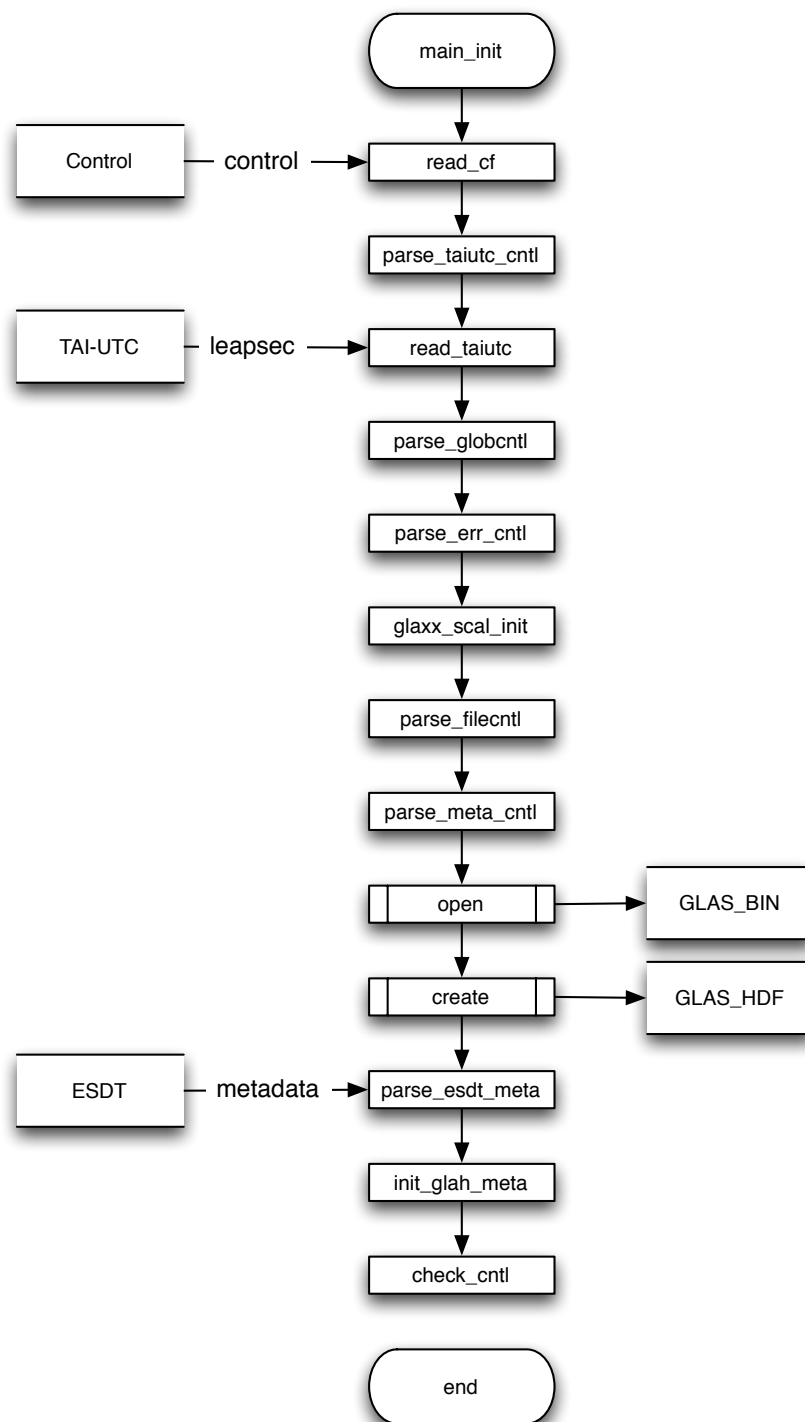 main_init
Control
control
read_cf
parse_taiutc_cntl
TAI-UTC
leapsec
read_taiutc
parse_globcntl
parse_err_cntl
glaxx_scal_init
parse_filecntl
parse_meta_cntl
open
GLAS_BIN
create
GLAS_HDF
ESDT
metadata
parse_esdt_meta
init_glah_meta
check_cntl
end